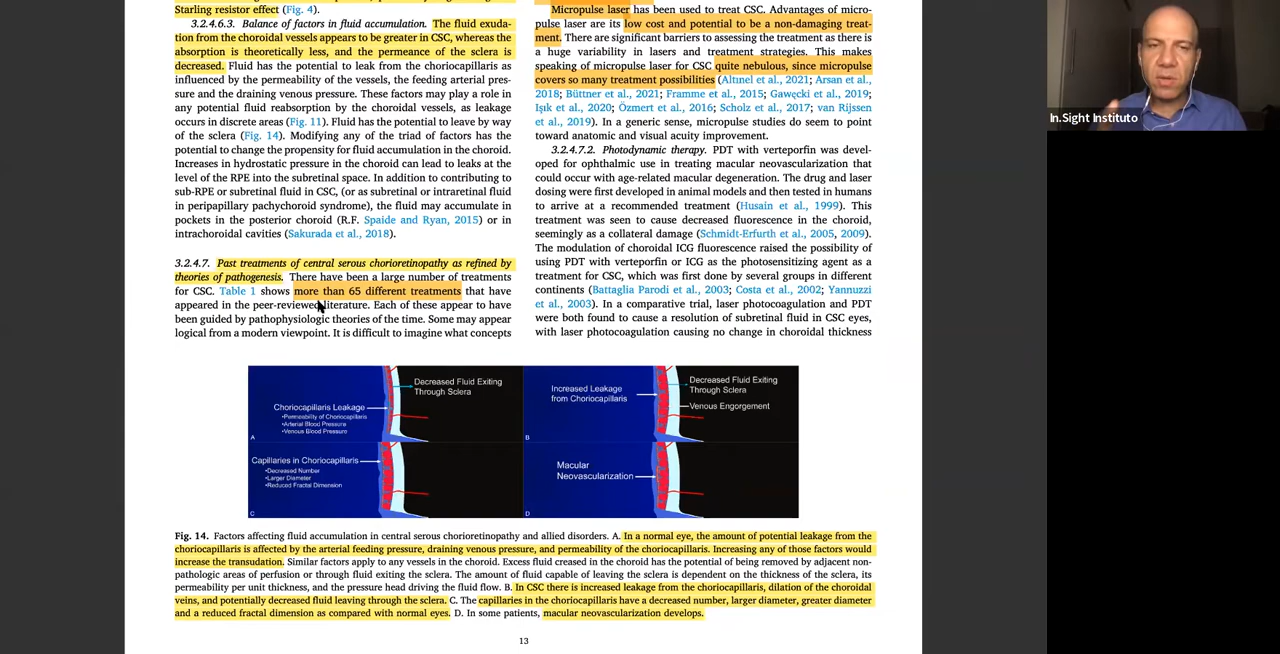 Starling resistor effect (Fig. 4).
3.2.4.6.3. Balance of factors in fluid accumulation. The fluid exuda-
tion from the choroidal vessels appears to be greater in CSC, whereas the
absorption is theoretically less, and the permeance of the sclera is
decreased. Fluid has the potential to leak from the choriocapillaris as
influenced by the permeability of the vessels, the feeding arterial pres-
sure and the draining venous pressure. These factors may play a role in
any potential fluid reabsorption by the choroidal vessels, as leakage
occurs in discrete areas (Fig. 11). Fluid has the potential to leave by way
of the sclera (Fig. 14). Modifying any of the triad of factors has the
potential to change the propensity for fluid accumulation in the choroid.
Increases in hydrostatic pressure in the choroid can lead to leaks at the
level of the RPE into the subretinal space. In addition to contributing to
sub-RPE or subretinal fluid in CSC, (or as subretinal or intraretinal fluid
in peripapillary pachychoroid syndrome), the fluid may accumulate in
pockets in the posterior choroid (R.F. Spaide and Ryan, 2015) or in
intrachoroidal cavities (Sakurada et al., 2018).
3.2.4.7. Past treatments of central serous chorioretinopathy as refined by
theories of pathogenesis. There have been a large number of treatments
for CSC. Table 1 shows more than 65 different treatments that have
appeared in the peer-reviewed literature. Each of these appear to have
been guided by pathophysiologic theories of the time. Some may appear
logical from a modern viewpoint. It is difficult to imagine what concepts
Micropulse laser has been used to treat CSC. Advantages of micro-
pulse laser are its low cost and potential to be a non-damaging treat-
ment. There are significant barriers to assessing the treatment as there is
a huge variability in lasers and treatment strategies. This makes
speaking of micropulse laser for CSC quite nebulous, since micropulse
covers so many treatment possibilities (Altınel et al., 2021; Arsan et al.,
2018; Büttner et al., 2021; Framme et al., 2015; Gawęcki et al., 2019;
Işık et al., 2020; Özmert et al., 2016; Scholz et al., 2017; van Rijssen
et al., 2019). In a generic sense, micropulse studies do seem to point
toward anatomic and visual acuity improvement.
3.2.4.7.2. Photodynamic therapy. PDT with verteporfin was devel-
oped for ophthalmic use in treating macular neovascularization that
could occur with age-related macular degeneration. The drug and laser
dosing were first developed in animal models and then tested in humans
to arrive at a recommended treatment (Husain et al., 1999). This
treatment was seen to cause decreased fluorescence in the choroid,
seemingly as a collateral damage (Schmidt-Erfurth et al., 2005, 2009).
The modulation of choroidal ICG fluorescence raised the possibility of
using PDT with verteporfin or ICG as the photosensitizing agent as a
treatment for CSC, which was first done by several groups in different
continents (Battaglia Parodi et al., 2003; Costa et al., 2002; Yannuzzi
et al., 2003). In a comparative trial, laser photocoagulation and PDT
were both found to cause a resolution of subretinal fluid in CSC eyes,
with laser photocoagulation causing no change in choroidal thickness
Decreased Fluid Exiting
Through Sclera
Choriocapillaris Leakage
•Permeability of Choriocapillaris
•Arterial Blood Pressure
•Venous Blood Pressure
A
Increased Leakage
from Choriocapillaris
Decreased Fluid Exiting
Through Sclera
Venous Engorgement
B
Capillaries in Choriocapillaris
•Decreased Number
•Larger Diameter
•Reduced Fractal Dimension
C
Macular
Neovascularization
D
Fig. 14. Factors affecting fluid accumulation in central serous chorioretinopathy and allied disorders. A. In a normal eye, the amount of potential leakage from the
choriocapillaris is affected by the arterial feeding pressure, draining venous pressure, and permeability of the choriocapillaris. Increasing any of those factors would
increase the transudation. Similar factors apply to any vessels in the choroid. Excess fluid created in the choroid has the potential of being removed by adjacent non-
pathologic areas of perfusion or through fluid exiting the sclera. The amount of fluid capable of leaving the sclera is dependent on the thickness of the sclera, its
permeability per unit thickness, and the pressure head driving the fluid flow. B. In CSC there is increased leakage from the choriocapillaris, dilation of the choroidal
veins, and potentially decreased fluid leaving through the sclera. C. The capillaries in the choriocapillaris have a decreased number, larger diameter, greater diameter
and a reduced fractal dimension as compared with normal eyes. D. In some patients, macular neovascularization develops.
13
In.Sight Instituto